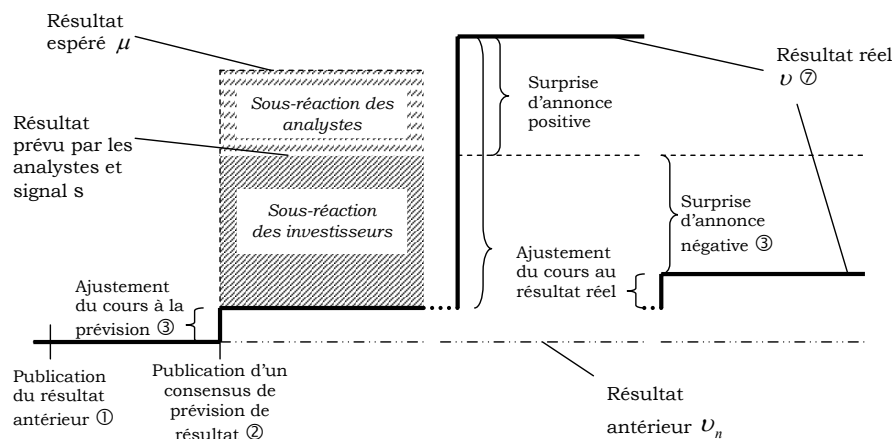 Résultat
espéré μ
Résultat
prévu par les
analystes et
signal s
Sous-réaction des
analystes
Sous-réaction
des investisseurs
Ajustement
du cours à la
prévision ③
Publication
du résultat
antérieur ①
Publication d'un
consensus de
prévision de
résultat ②
Surprise
d'annonce
positive
Ajustement
du cours au
résultat réel
Résultat réel
υ ⑦
Surprise
d'annonce
négative ③
Résultat
antérieur υn